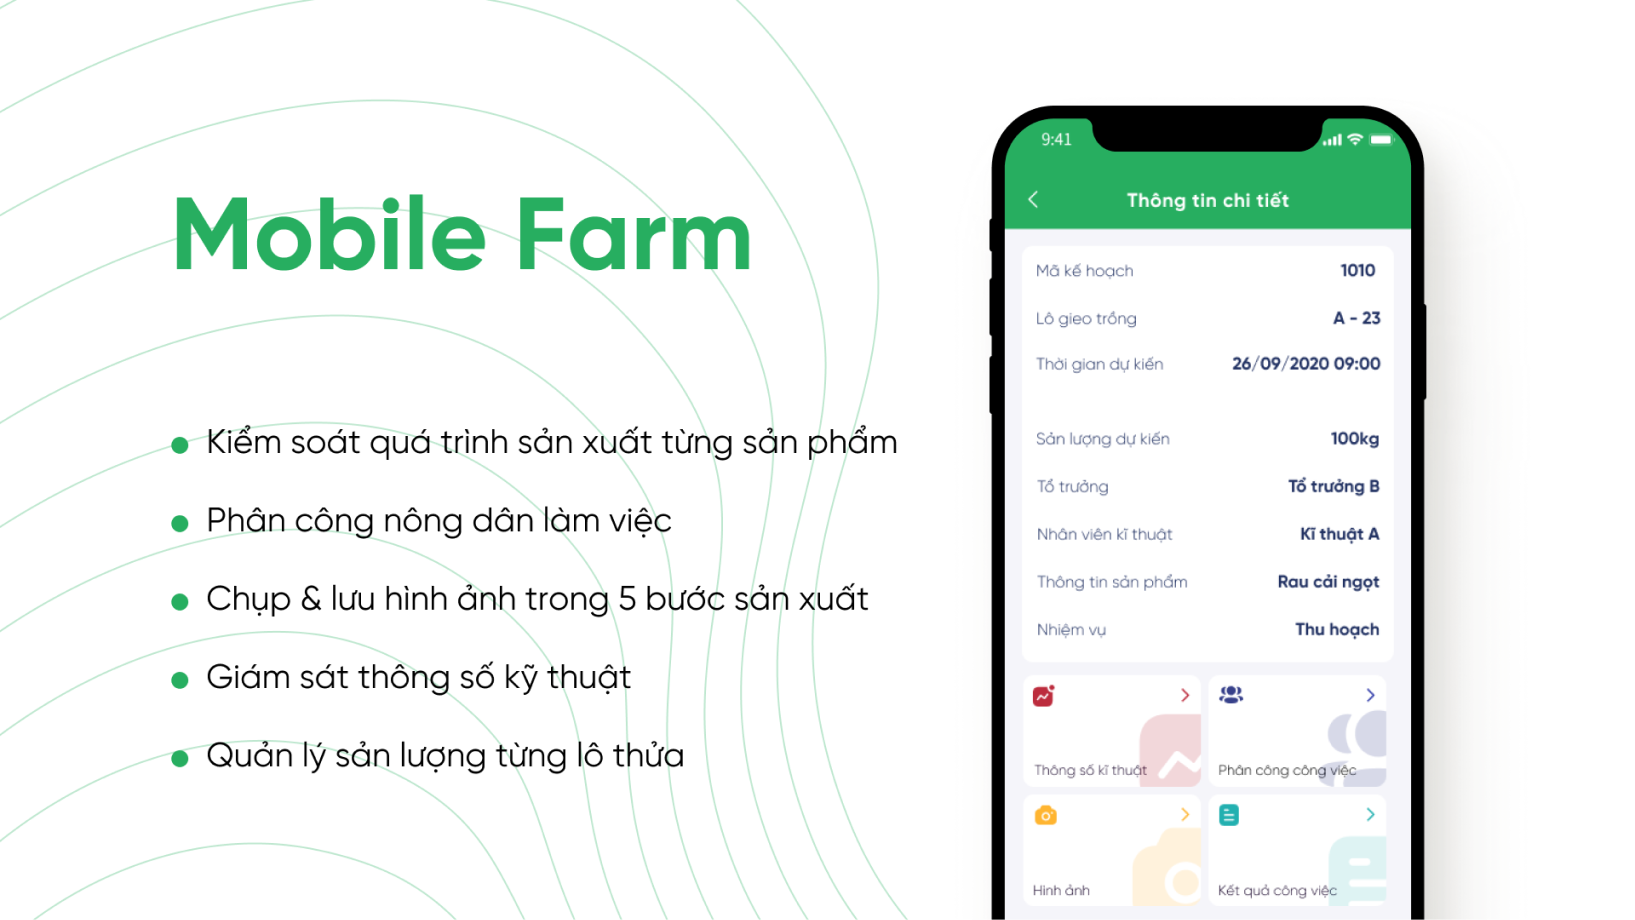 Mobile Farm
Kiểm soát quá trình sản xuất từng sản phẩm
Phân công nông dân làm việc
Chụp & lưu hình ảnh trong 5 bước sản xuất
Giám sát thông số kỹ thuật
Quản lý sản lượng từng lô thửa
9:41
Thông tin chi tiết
Mã kế hoạch 1010
Lô gieo trồng A - 23
Thời gian dự kiến 26/09/2020 09:00
Sản lượng dự kiến 100kg
Tổ trưởng Tổ trưởng B
Nhân viên kĩ thuật Kĩ thuật A
Thông tin sản phẩm Rau cải ngọt
Nhiệm vụ Thu hoạch
Thông số kĩ thuật
Phân công công việc
Hình ảnh
Kết quả công việc